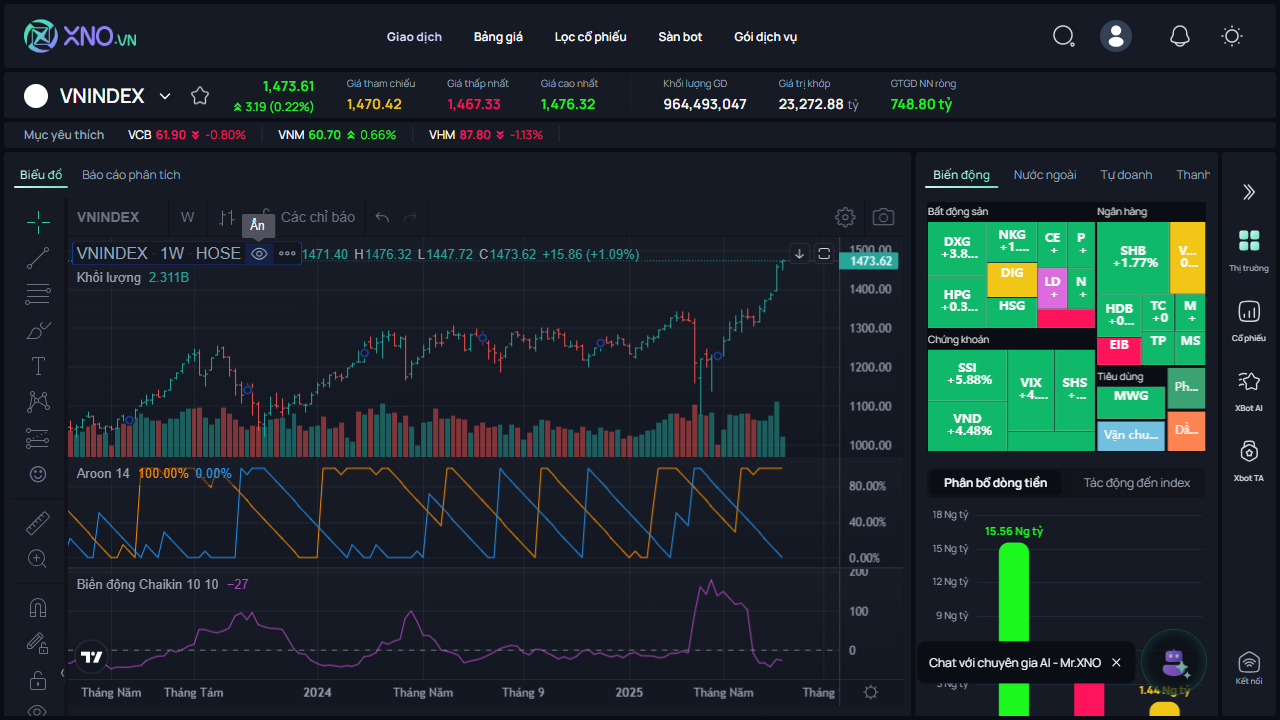 XNO.VN
Giao dịch Bảng giá Lọc cổ phiếu Sàn bot Gói dịch vụ
VNINDEX
1,473.61
3.19 (0.22%)
Giá tham chiếu
1,470.42
Giá thấp nhất
1,467.33
Giá cao nhất
1,476.32
Khối lượng GD
964,493,047
Giá trị khớp
23,272.88 tỷ
GTGD NN ròng
748.80 tỷ
Mục yêu thích VCB 61.90 -0.80% VNM 60.70 0.66% VHM 87.80 -1.13%
Biểu đồ Báo cáo phân tích
VNINDEX W Các chỉ báo
Ẩn
VNINDEX · 1W · HOSE 1471.40 H1476.32 L1447.72 C1473.62 +15.86 (+1.09%)
Khối lượng 2.311B
1500.00
1473.62
1400.00
1300.00
1200.00
1100.00
1000.00
Aroon 14 100.00% 0.00%
80.00%
40.00%
0.00%
Biên động Chaikin 10 10 −27
200
100
0
Tháng Năm Tháng Tám 2024 Tháng Năm Tháng 9 2025 Tháng Năm Tháng
Biến động Nước ngoài Tự doanh Thanh
Bất động sản
DXG
+3.8...
NKG
+1....
CE
P
+
DIG
LD
+
N
+
HPG
+0.3...
HSG
Ngân hàng
SHB
+1.77%
V...
0...
HDB
+0...
TC
+0
M
+
EIB
TP
MS
Chứng khoán
SSI
+5.88%
VND
+4.48%
VIX
+4....
SHS
+...
Tiêu dùng
MWG
Ph...
Vận chu...
Dầ...
Phân bổ dòng tiền Tác động đến index
18 Ng tỷ
15.56 Ng tỷ
15 Ng tỷ
12 Ng tỷ
9 Ng tỷ
Chat với chuyên gia AI - Mr.XNO
3 Ng tỷ
1.44 Ng tỷ
Thị trường
Cổ phiếu
XBot AI
Xbot TA
Kết nối